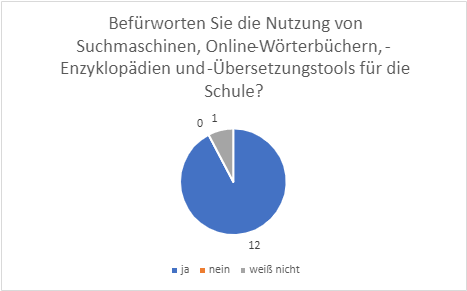 Befürworten Sie die Nutzung von
Suchmaschinen, Online-Wörterbüchern, -
Enzyklopädien und -Übersetzungstools für die
Schule?
0 1
12
ja nein weiß nicht